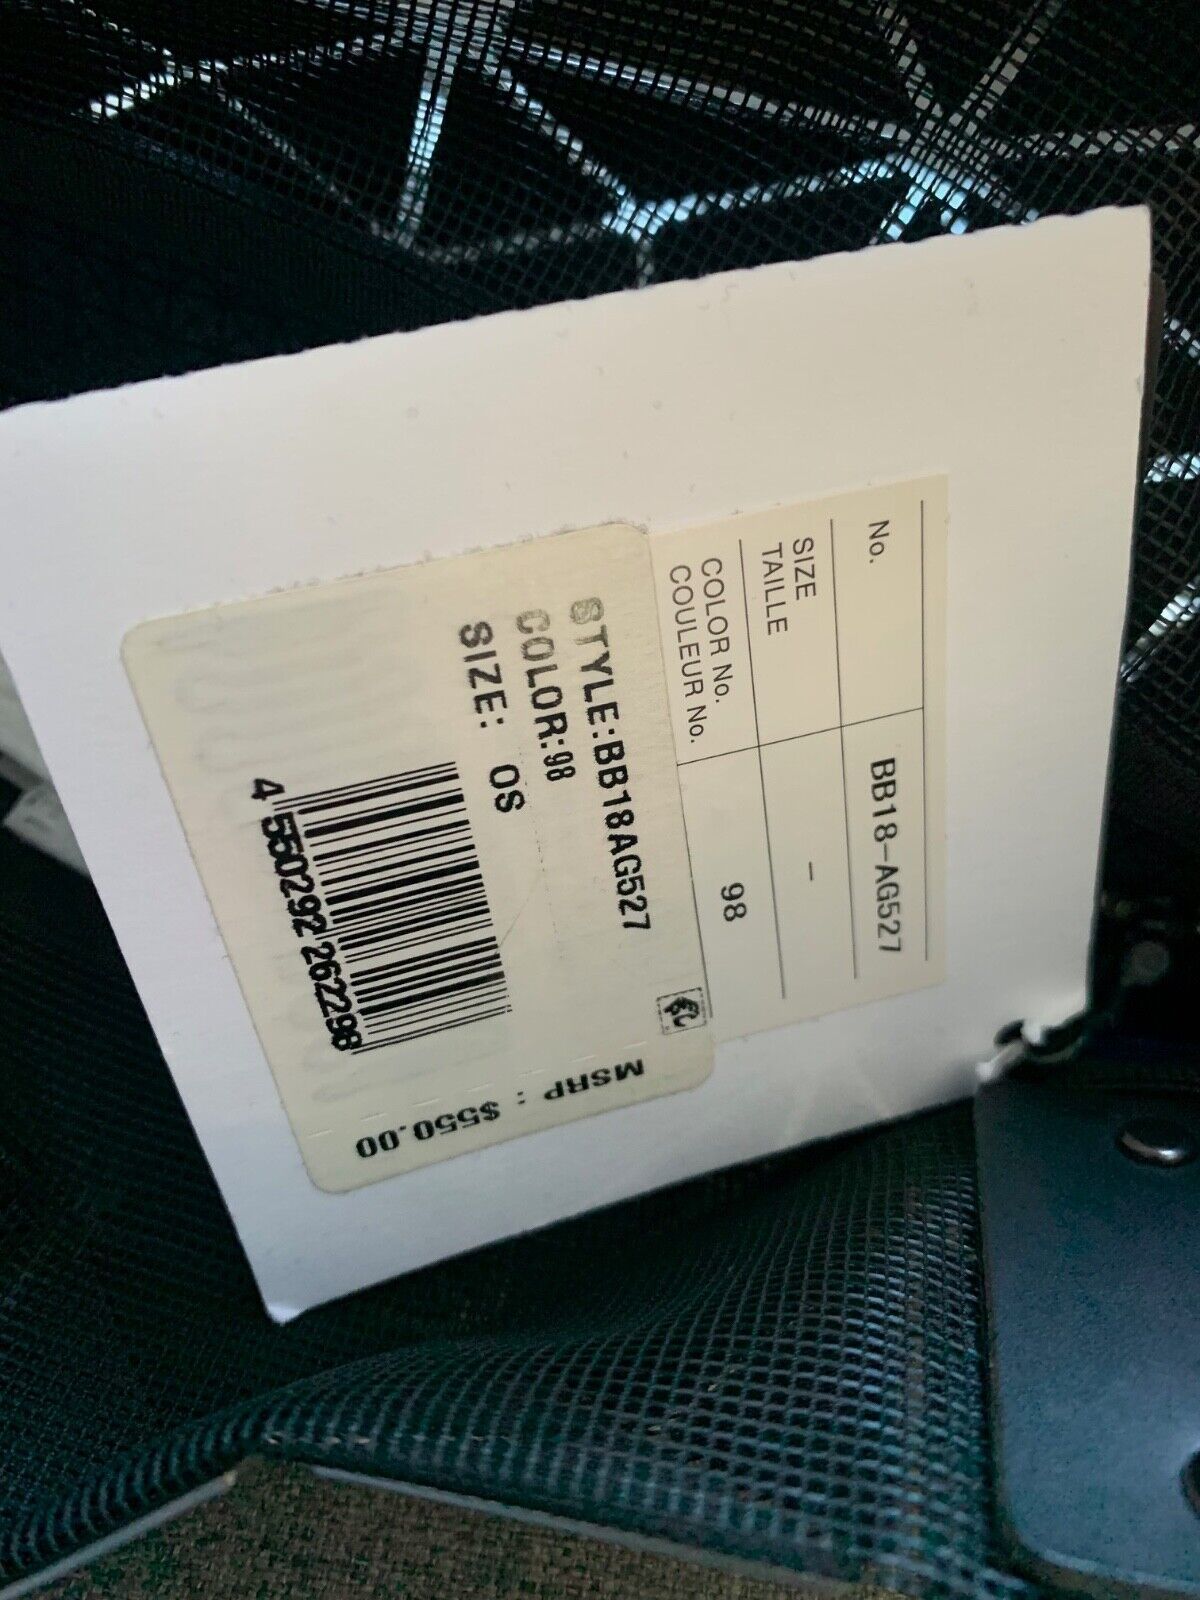 No. BB18-AG527
SIZE
TAILLE -
COLOR No. 98
COULEUR No.
STYLE:BB18AG527
COLOR:98
SIZE: OS
4 550292 262298
MSRP : $550.00